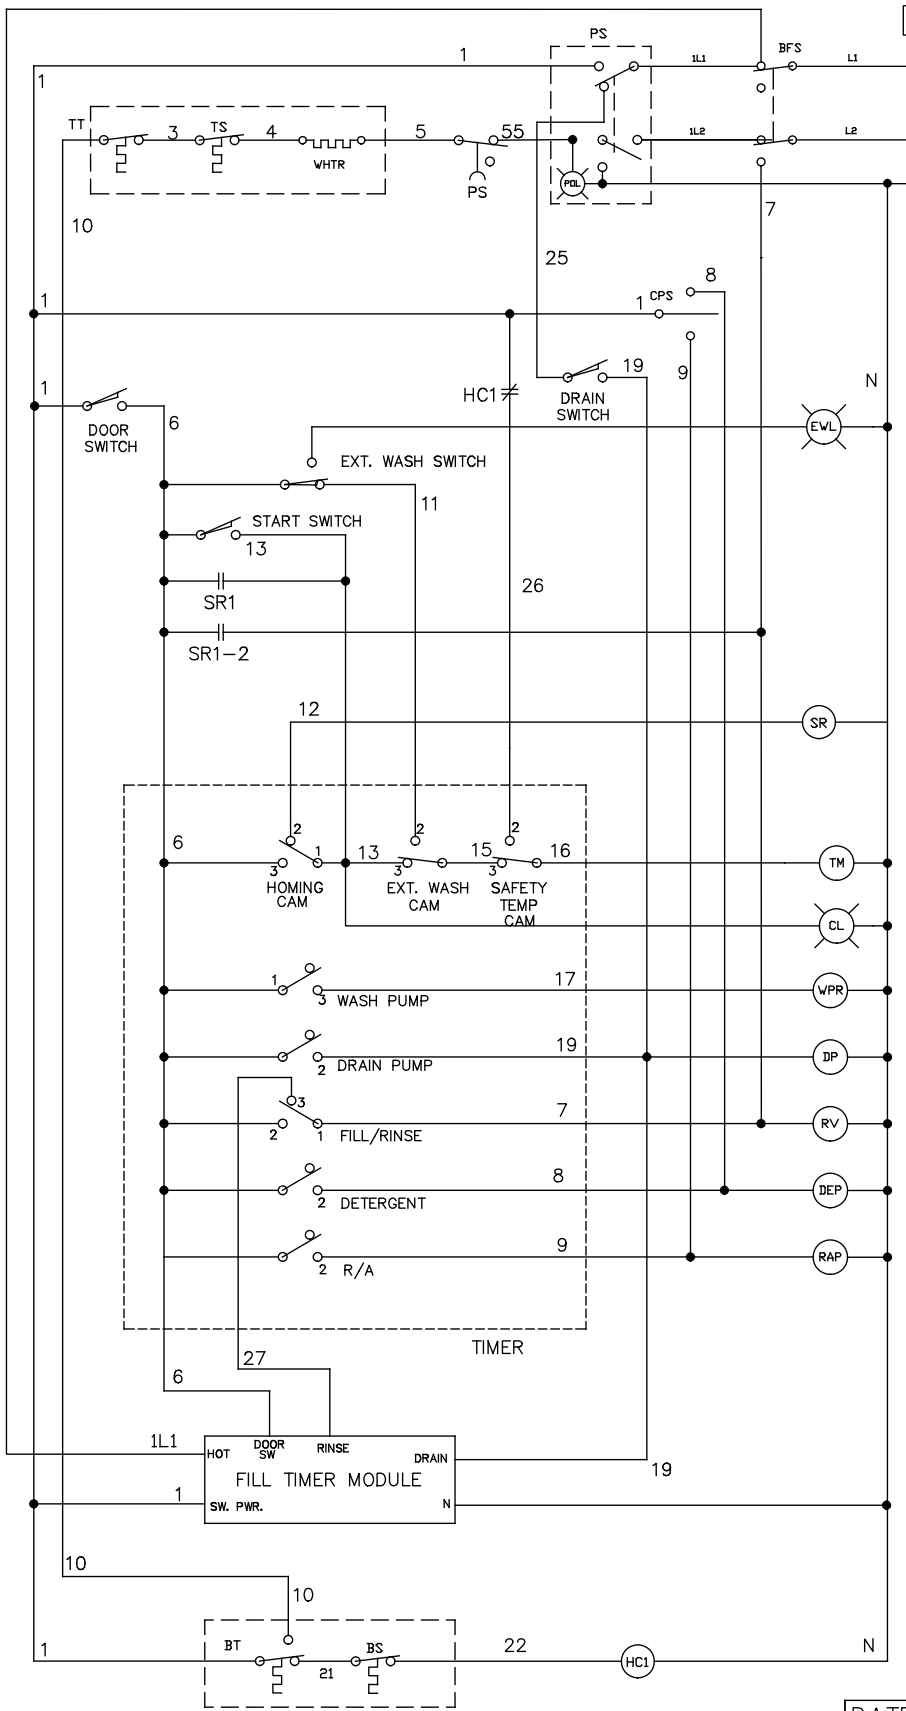 PS
BFS
1
1L1
L1
1
TT
TS
3
4
5
55
1L2
L2
WHTR
PS
PDL
10
7
25
8
1
1
CPS
1
HC1
19
9
N
DRAIN
SWITCH
DOOR
SWITCH
6
EWL
EXT. WASH SWITCH
11
START SWITCH
13
26
SR1
SR1-2
12
SR
2
2
2
6
1
13
15
16
TM
3
3
3
HOMING
CAM
EXT. WASH
CAM
SAFETY
TEMP
CAM
CL
1
17
WPR
3
WASH PUMP
19
DP
2
DRAIN PUMP
3
7
RV
2
1
FILL/RINSE
8
DEP
2
DETERGENT
9
RAP
2
R/A
TIMER
27
6
1L1
HOT
DOOR
SW
RINSE
DRAIN
19
FILL TIMER MODULE
1
SW. PWR.
N
10
10
1
BT
21
BS
22
HC1
N